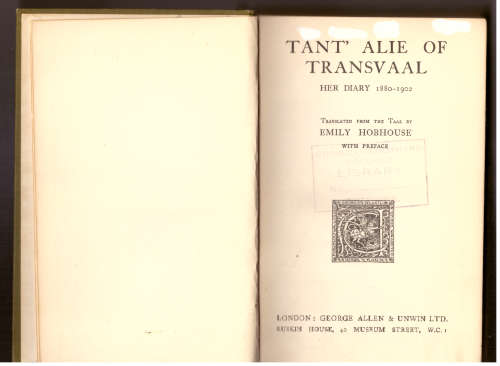 TANT' ALIE OF
TRANSVAAL
HER DIARY 1880-1902
TRANSLATED FROM THE TAAL BY
EMILY HOBHOUSE
WITH PREFACE
LIBRARY
LONDON: GEORGE ALLEN & UNWIN LTD.
RUSKIN HOUSE, 40 MUSEUM STREET, W.C. 1